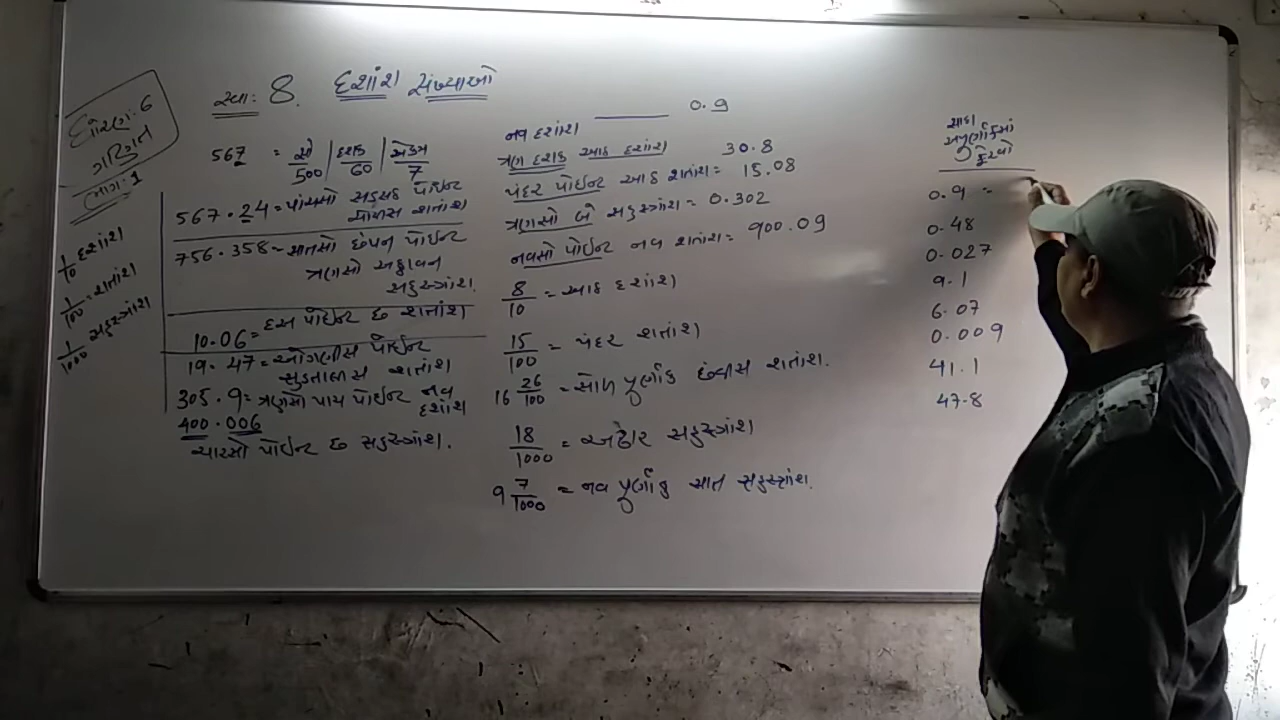 ધોરણ: 6
ગણિત
ભાગ: 1
1/10 દશાંશ
1/100 = શતાંશ
1/1000 સહસ્ત્રાંશ
સ્વા: 8. દશાંશ સંખ્યાઓ
567 = સો/500 | દશક/60 | એકમ/7
567.24 = પાંચસો સડસઠ પોઈન્ટ
ચોવીસ શતાંશ
756.358 = સાતસો છપન પોઈન્ટ
ત્રણસો અઠ્ઠાવન
સહસ્ત્રાંશ.
10.06 = દસ પોઈન્ટ છ શતાંશ
19.47 = ઓગણીસ પોઈન્ટ
સુડતાલીસ શતાંશ
305.9 = ત્રણસો પાંચ પોઈન્ટ નવ
દશાંશ
400.006
ચારસો પોઈન્ટ છ સહસ્ત્રાંશ.
નવ દશાંશ 0.9
ત્રણ દશક આઠ દશાંશ 30.8
પંદર પોઈન્ટ આઠ શતાંશ = 15.08
ત્રણસો બે સહસ્ત્રાંશ = 0.302
નવસો પોઈન્ટ નવ શતાંશ = 900.09
8/10 = આઠ દશાંશ
15/100 = પંદર શતાંશ
16 26/100 = સોળ પૂર્ણાંક છવીસ શતાંશ.
18/1000 = અઢાર સહસ્ત્રાંશ
9 7/1000 = નવ પૂર્ણાંક સાત સહસ્ત્રાંશ.
સાદા
અપૂર્ણાંકમાં
ફેરવો
0.9 =
0.48
0.027
9.1
6.07
0.009
41.1
47.8